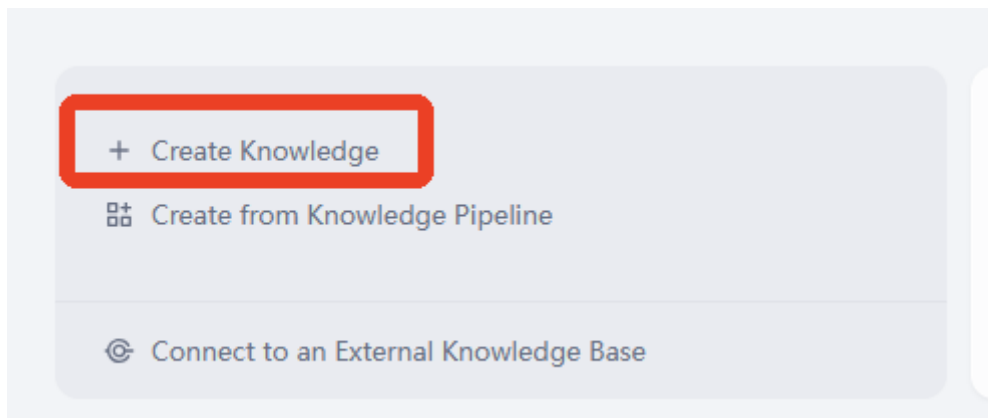 Create Knowledge
Create from Knowledge Pipeline
Connect to an External Knowledge Base